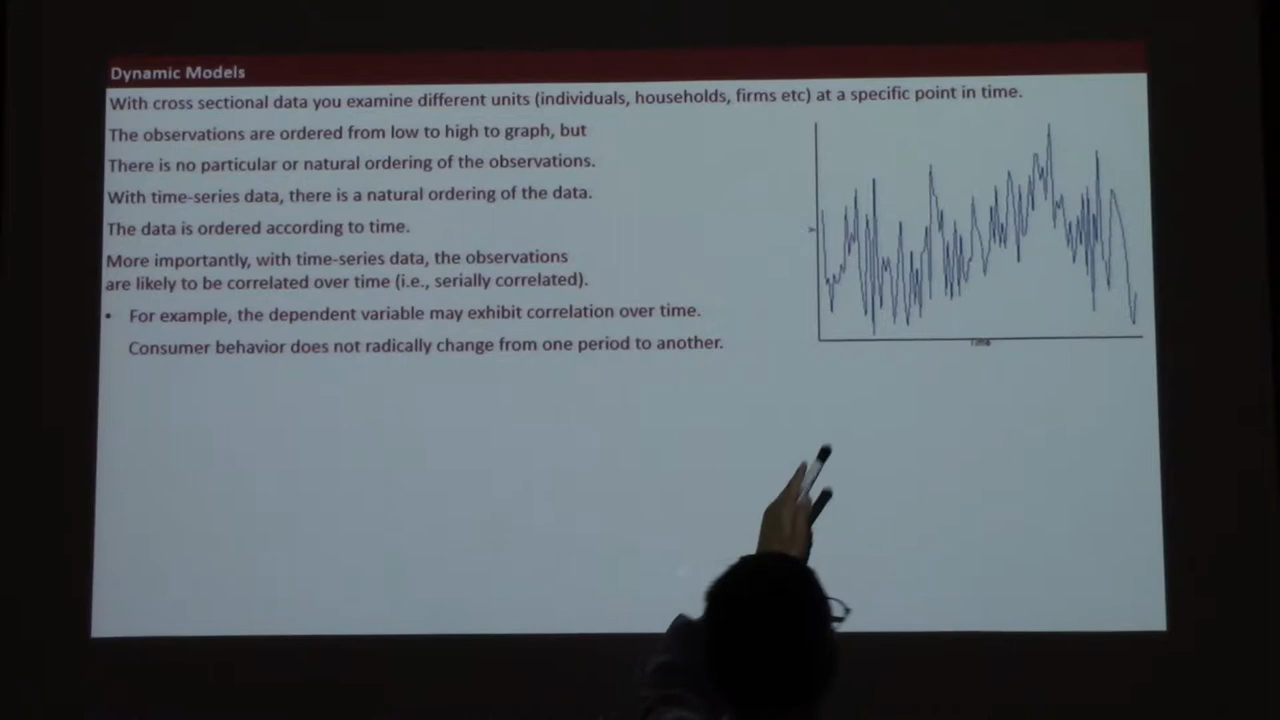 Dynamic Models
With cross sectional data you examine different units (individuals, households, firms etc) at a specific point in time.
The observations are ordered from low to high to graph, but
There is no particular or natural ordering of the observations.
With time-series data, there is a natural ordering of the data.
The data is ordered according to time.
More importantly, with time-series data, the observations
are likely to be correlated over time (i.e., serially correlated).
• For example, the dependent variable may exhibit correlation over time.
Consumer behavior does not radically change from one period to another.
Time